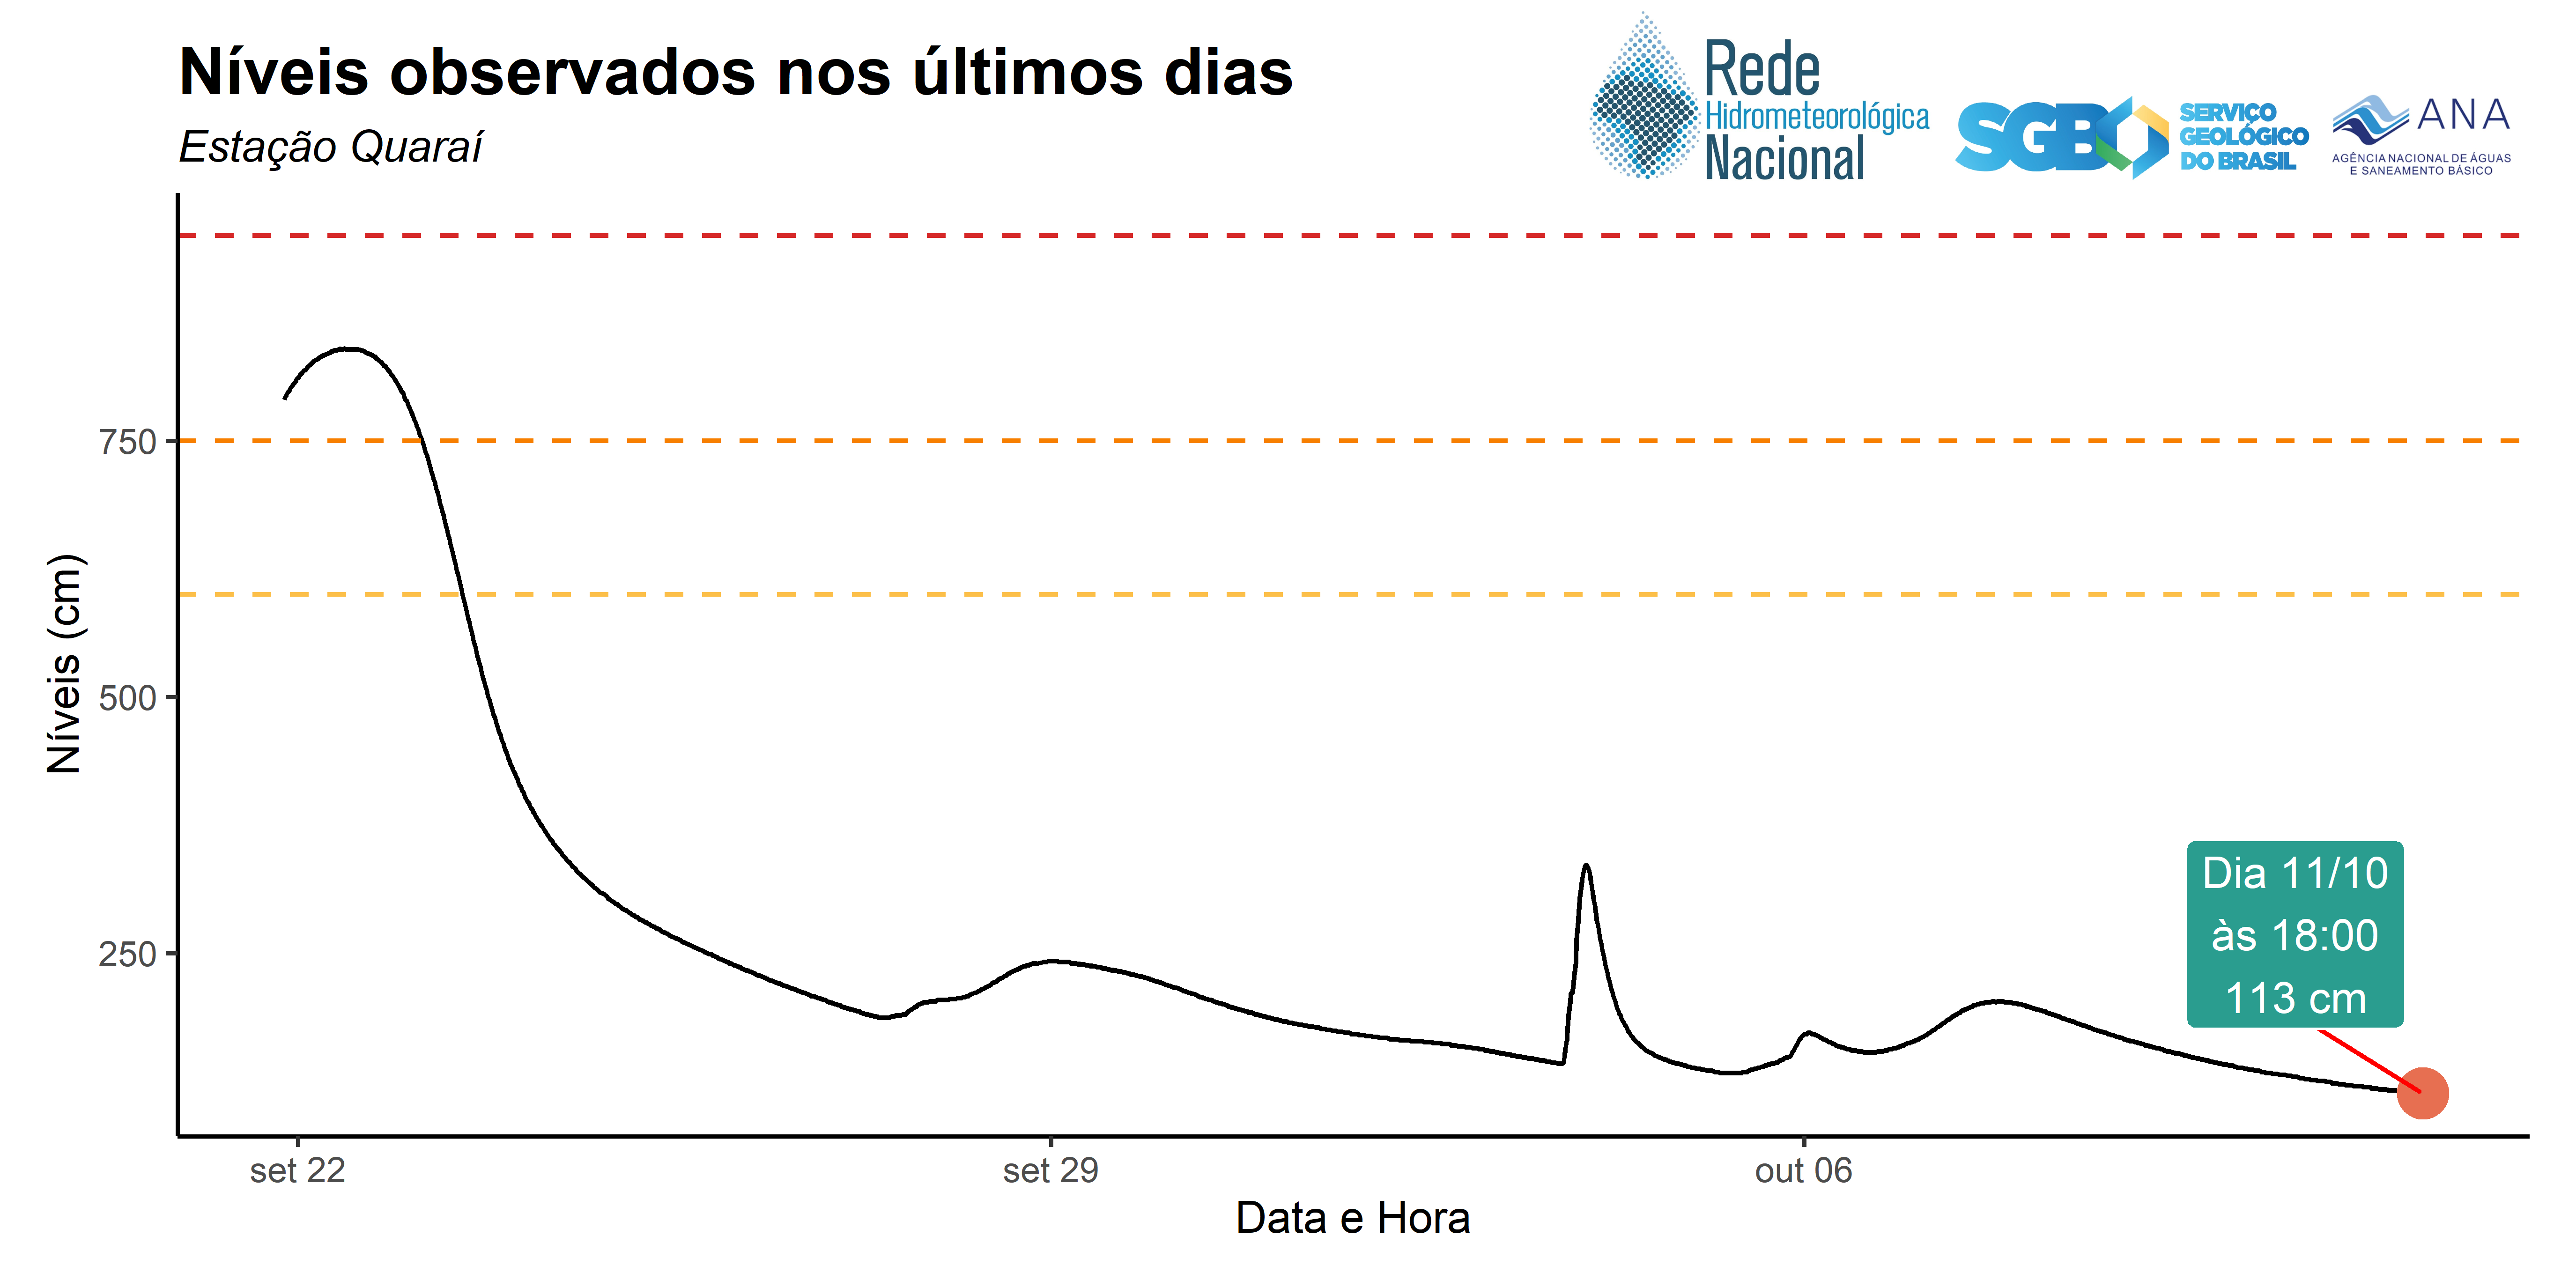 Níveis observados nos últimos dias
Estação Quaraí
Rede
Hidrometeorológica
Nacional
SGB
SERVIÇO
GEOLÓGICO
DO BRASIL
ANA
AGÊNCIA NACIONAL DE ÁGUAS
E SANEAMENTO BÁSICO
Níveis (cm)
750
500
250
Dia 11/10
às 18:00
113 cm
set 22
set 29
out 06
Data e Hora